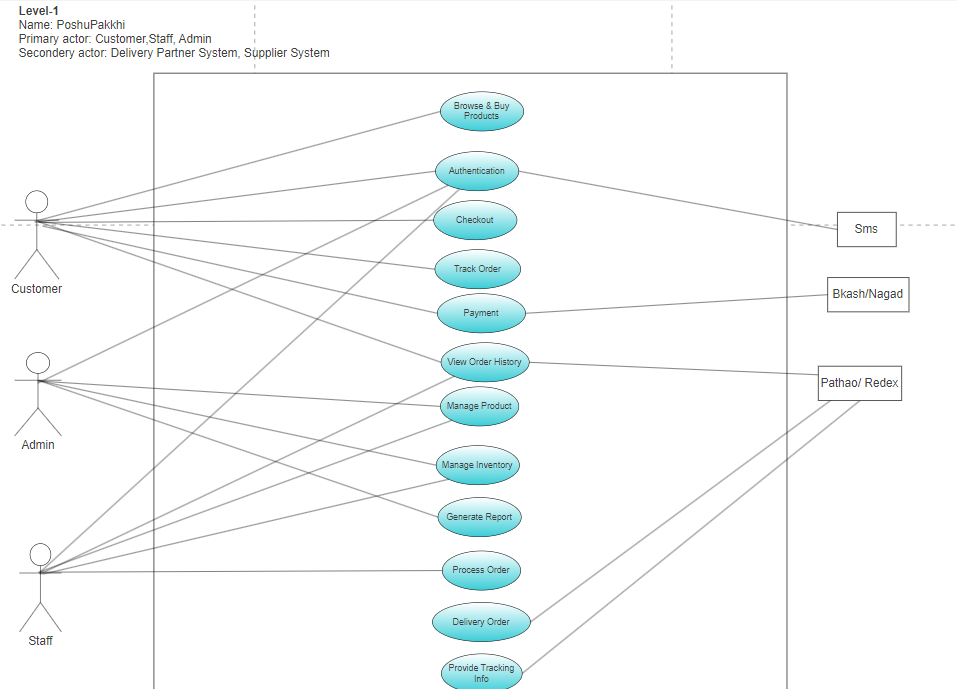 Level-1
Name: PoshuPakkhi
Primary actor: Customer,Staff, Admin
Secondery actor: Delivery Partner System, Supplier System
Browse & Buy
Products
Authentication
Checkout
Sms
Track Order
Customer
Bkash/Nagad
Payment
View Order History
Pathao/ Redex
Manage Product
Admin
Manage Inventory
Generate Report
Process Order
Delivery Order
Staff
Provide Tracking
Info